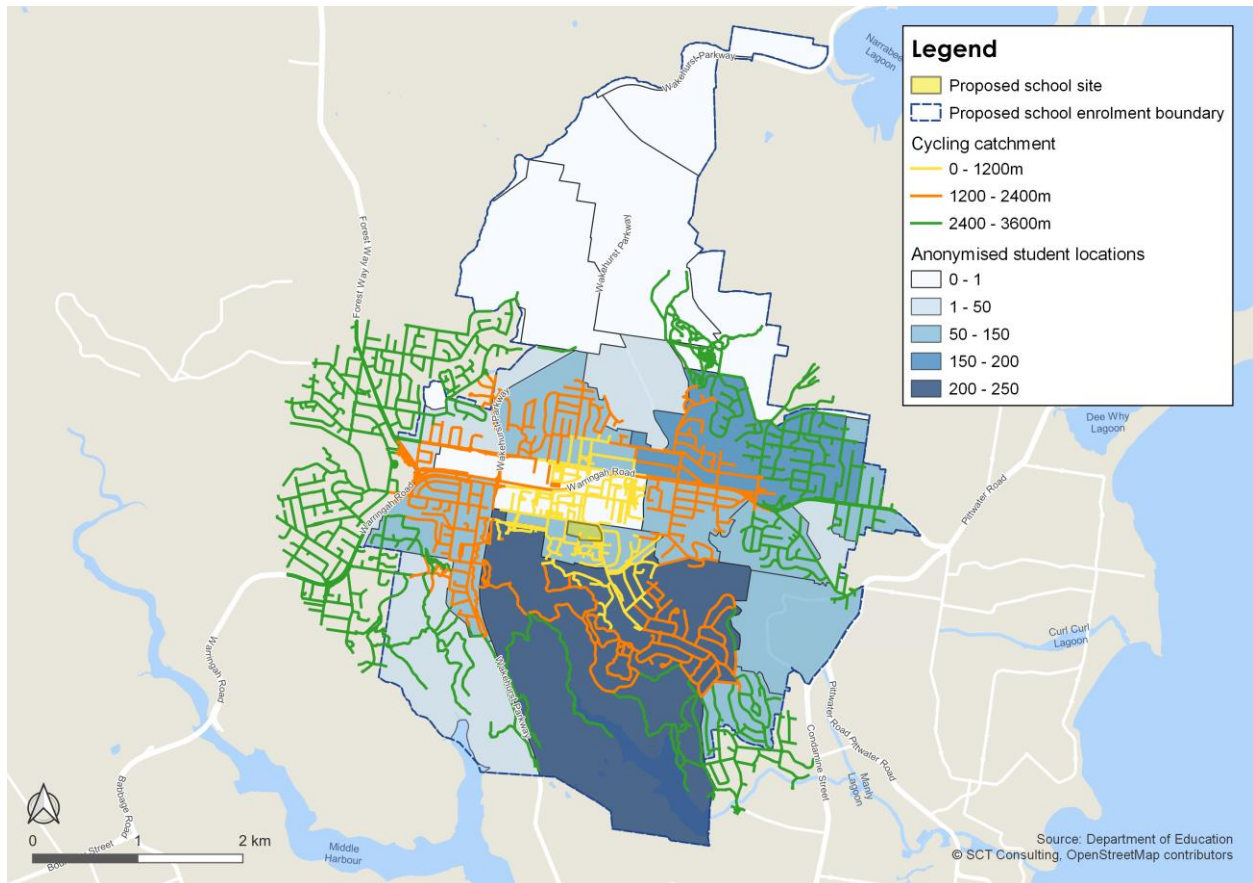 Legend
Proposed school site
Proposed school enrolment boundary
Cycling catchment
0 - 1200m
1200 - 2400m
2400 - 3600m
Anonymised student locations
0 - 1
1 - 50
50 - 150
150 - 200
200 - 250
Narrabee
Lagoon
Wakehurst Parkway
Forest Way
Forest Way
Wakehurst Parkway
Dee Why
Lagoon
Wakehurst Parkway
Warringah Road
Warringah Road
Pittwater Road
Curl Curl
Lagoon
Warringah Road
Wakehurst Parkway
Pittwater Road
Pittwater Road
Condamine Street
Manly
Lagoon
Babbage Road
Street
Middle
Harbour
0 1 2 km
Source: Department of Education
© SCT Consulting, OpenStreetMap contributors